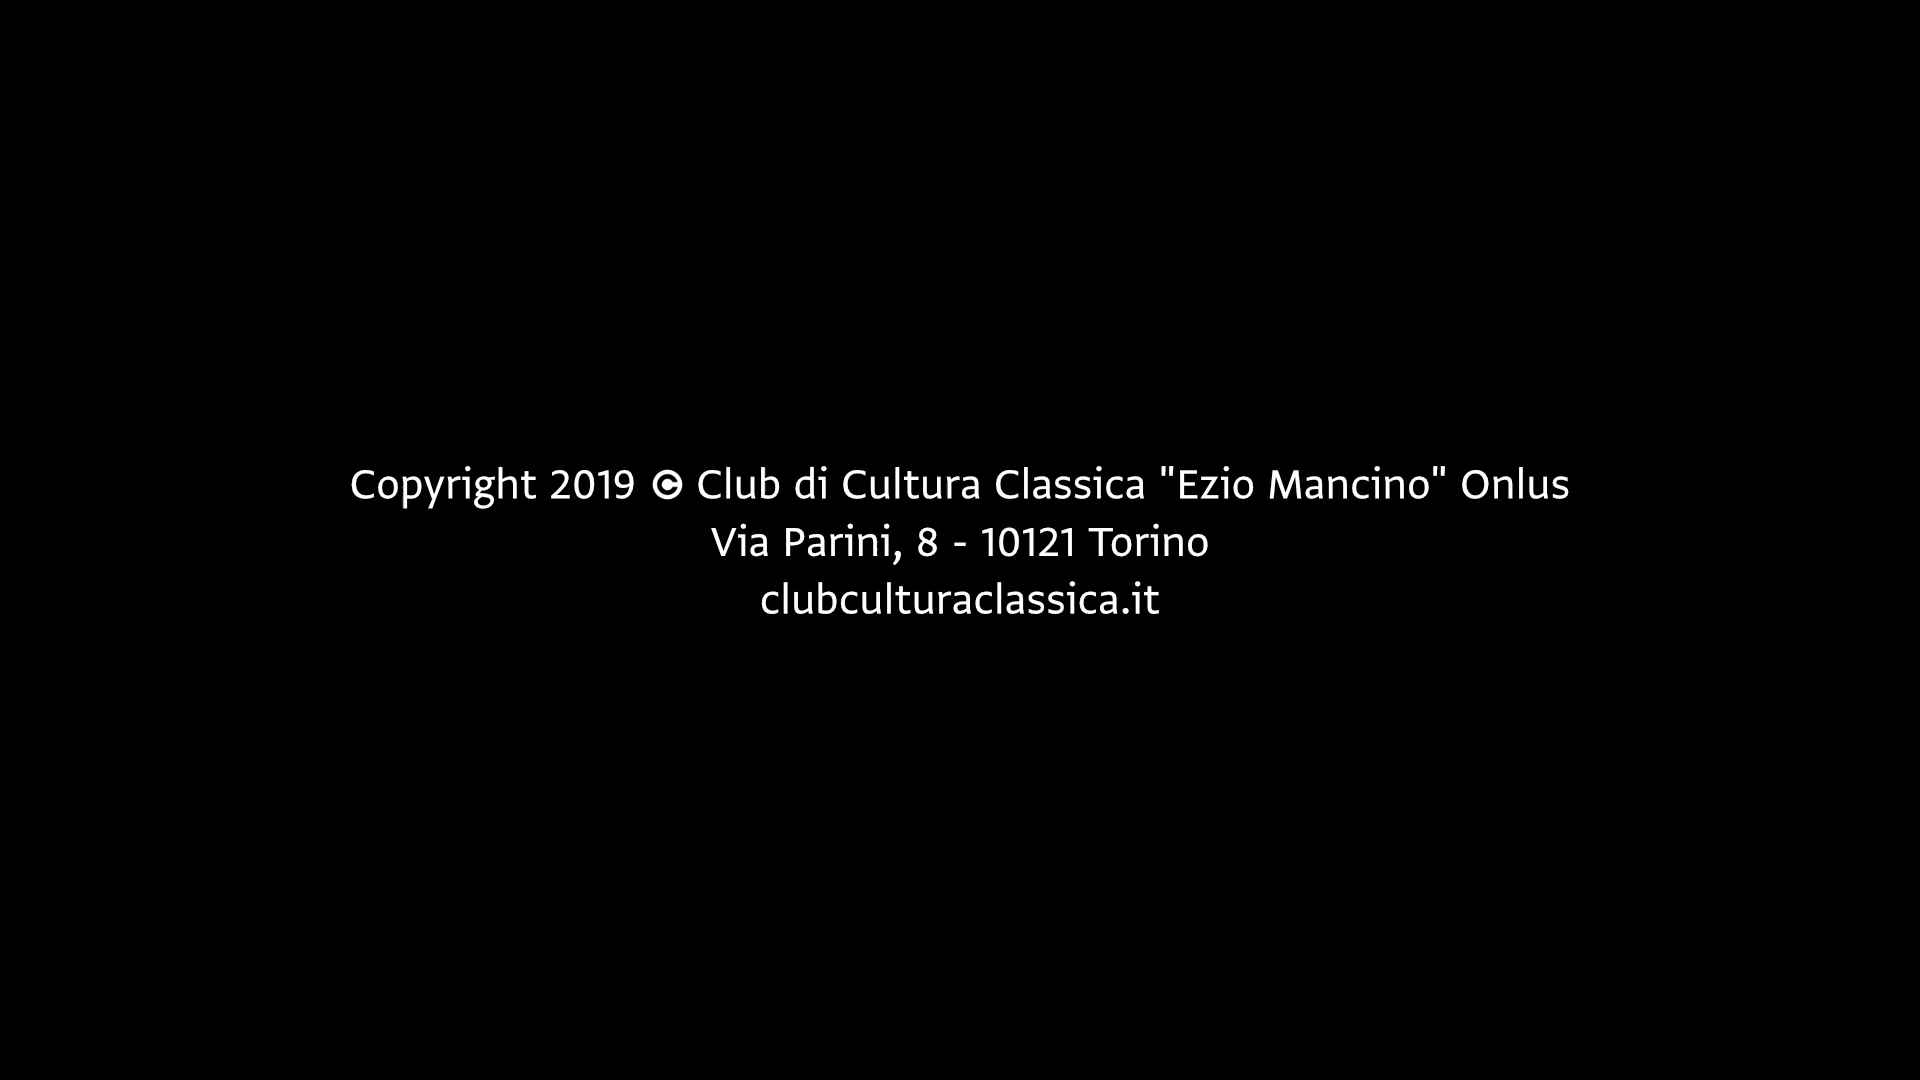 Copyright 2019 © Club di Cultura Classica "Ezio Mancino" Onlus
Via Parini, 8 - 10121 Torino
clubculturaclassica.it